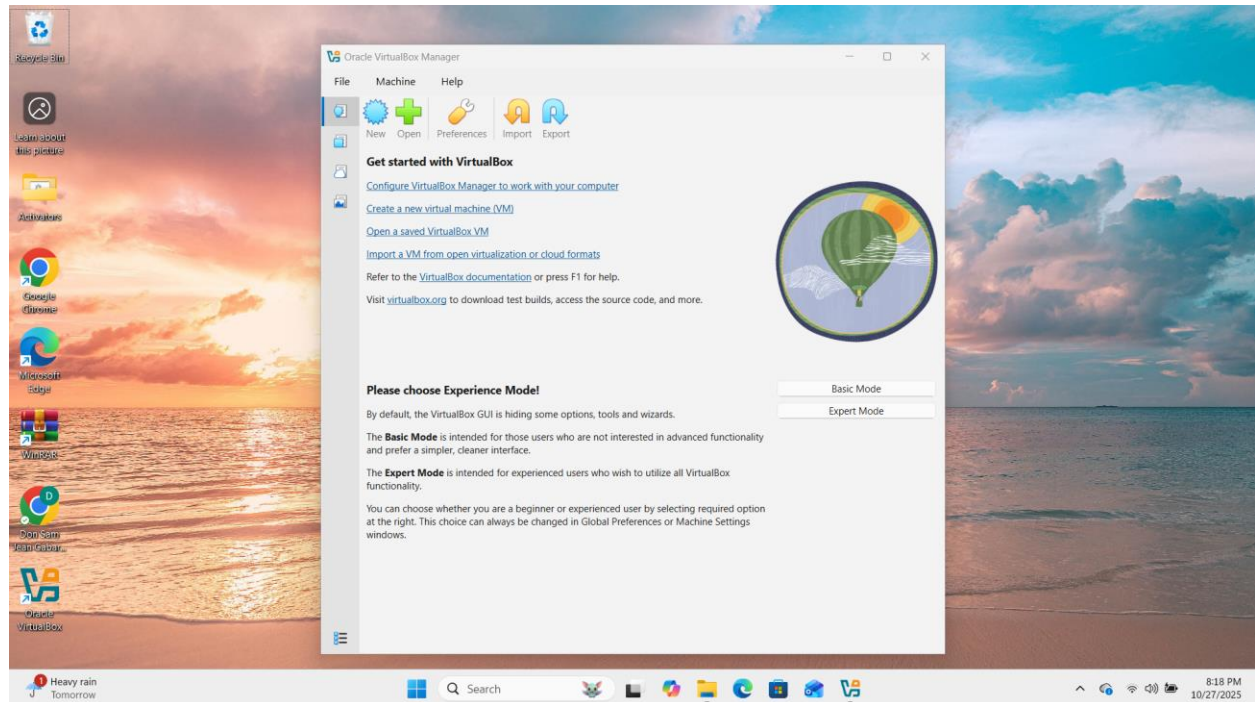 Recycle Bin
Learn about
this picture
Activators
Google
Chrome
Microsoft
Edge
WinRAR
D
Don Sam
Oracle
VirtualBox
Oracle VirtualBox Manager
File Machine Help
New Open Preferences Import Export
Get started with VirtualBox
Configure VirtualBox Manager to work with your computer
Create a new virtual machine (VM)
Open a saved VirtualBox VM
Import a VM from open virtualization or cloud formats
Refer to the VirtualBox documentation or press F1 for help.
Visit virtualbox.org to download test builds, access the source code, and more.
Please choose Experience Mode!
Basic Mode
By default, the VirtualBox GUI is hiding some options, tools and wizards.
Expert Mode
The Basic Mode is intended for those users who are not interested in advanced functionality
and prefer a simpler, cleaner interface.
The Expert Mode is intended for experienced users who wish to utilize all VirtualBox
functionality.
You can choose whether you are a beginner or experienced user by selecting required option
at the right. This choice can always be changed in Global Preferences or Machine Settings
windows.
1
Heavy rain
Tomorrow
Search
8:18 PM
10/27/2025